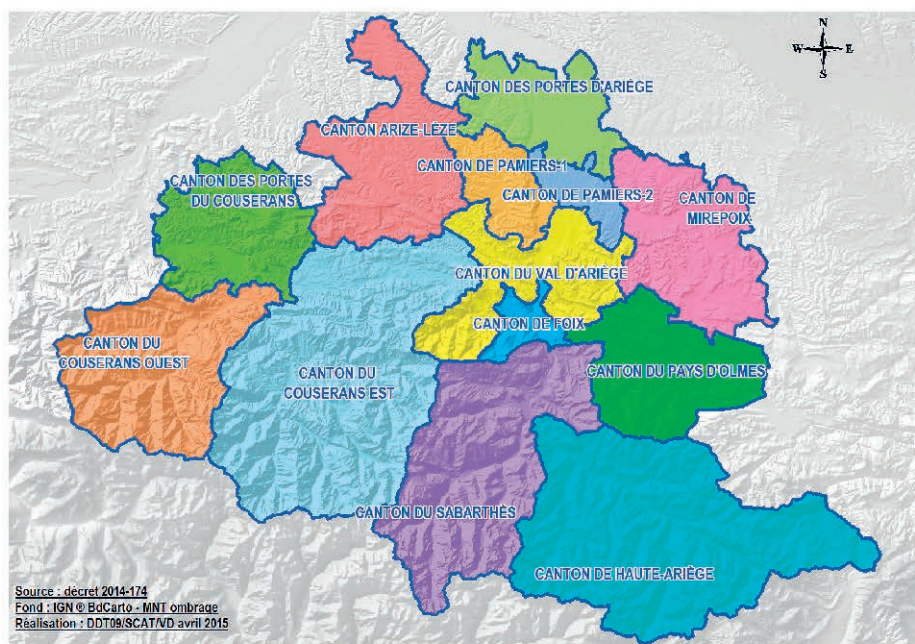 N
W E
S
CANTON DES PORTES D'ARIÈGE
CANTON ARIZE-LÈZE
CANTON DE PAMIERS-1
CANTON DES PORTES
DU COUSERANS
CANTON DE PAMIERS-2
CANTON DE
MIREPOIX
CANTON DU VAL D'ARIÈGE
CANTON DE FOIX
CANTON DU
COUSERANS OUEST
CANTON DU
COUSERANS EST
CANTON DU PAYS D'OLMES
CANTON DU SABARTHÈS
CANTON DE HAUTE-ARIÈGE
Source : décret 2014-174
Fond : IGN ® BdCarto - MNT ombrage
Réalisation : DDT09/SCAT/VD avril 2015